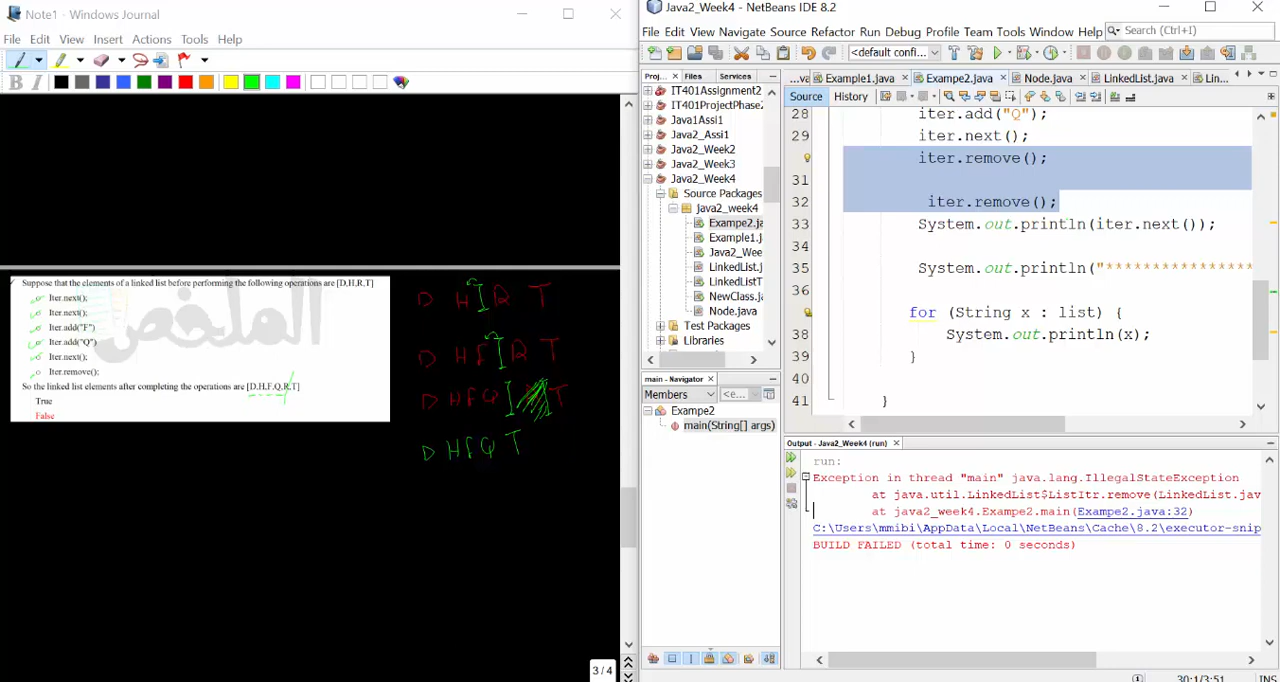 Note1 - Windows Journal
File Edit View Insert Actions Tools Help
B I
Suppose that the elements of a linked list before performing the following operations are [D,H,R,T]
Iter.next();
Iter.next();
Iter.add("F")
Iter.add("Q")
Iter.next();
Iter.remove();
So the linked list elements after completing the operations are [D,H,F,Q,R,T]
True
False
الملخص
D H R T
D H F R T
D H F Q T
D H F Q T
3 / 4
Java2_Week4 - NetBeans IDE 8.2
File Edit View Navigate Source Refactor Run Debug Profile Team Tools Window Help
Search (Ctrl+I)
<default confi...
Proj... Files Services
IT401Assignment2
IT401ProjectPhase2
Java1Assi1
Java2_Assi1
Java2_Week2
Java2_Week3
Java2_Week4
Source Packages
java2_week4
Exampe2.ja
Example1.j
Java2_Wee
LinkedList.j
LinkedListT
NewClass.j
Node.java
Test Packages
Libraries
main - Navigator
Members <e...
Exampe2
main(String[] args)
...va Example1.java Exampe2.java Node.java LinkedList.java Lin...
Source History
28 iter.add("Q");
29 iter.next();
iter.remove();
31
32 iter.remove();
33 System.out.println(iter.next());
34
35 System.out.println("*****************
36
for (String x : list) {
38 System.out.println(x);
39 }
40
41 }
Output - Java2_Week4 (run)
run:
Exception in thread "main" java.lang.IllegalStateException
at java.util.LinkedList$ListItr.remove(LinkedList.jav
at java2_week4.Exampe2.main(Exampe2.java:32)
C:\Users\mmibi\AppData\Local\NetBeans\Cache\8.2\executor-snip
BUILD FAILED (total time: 0 seconds)
30:1/3:51 INS